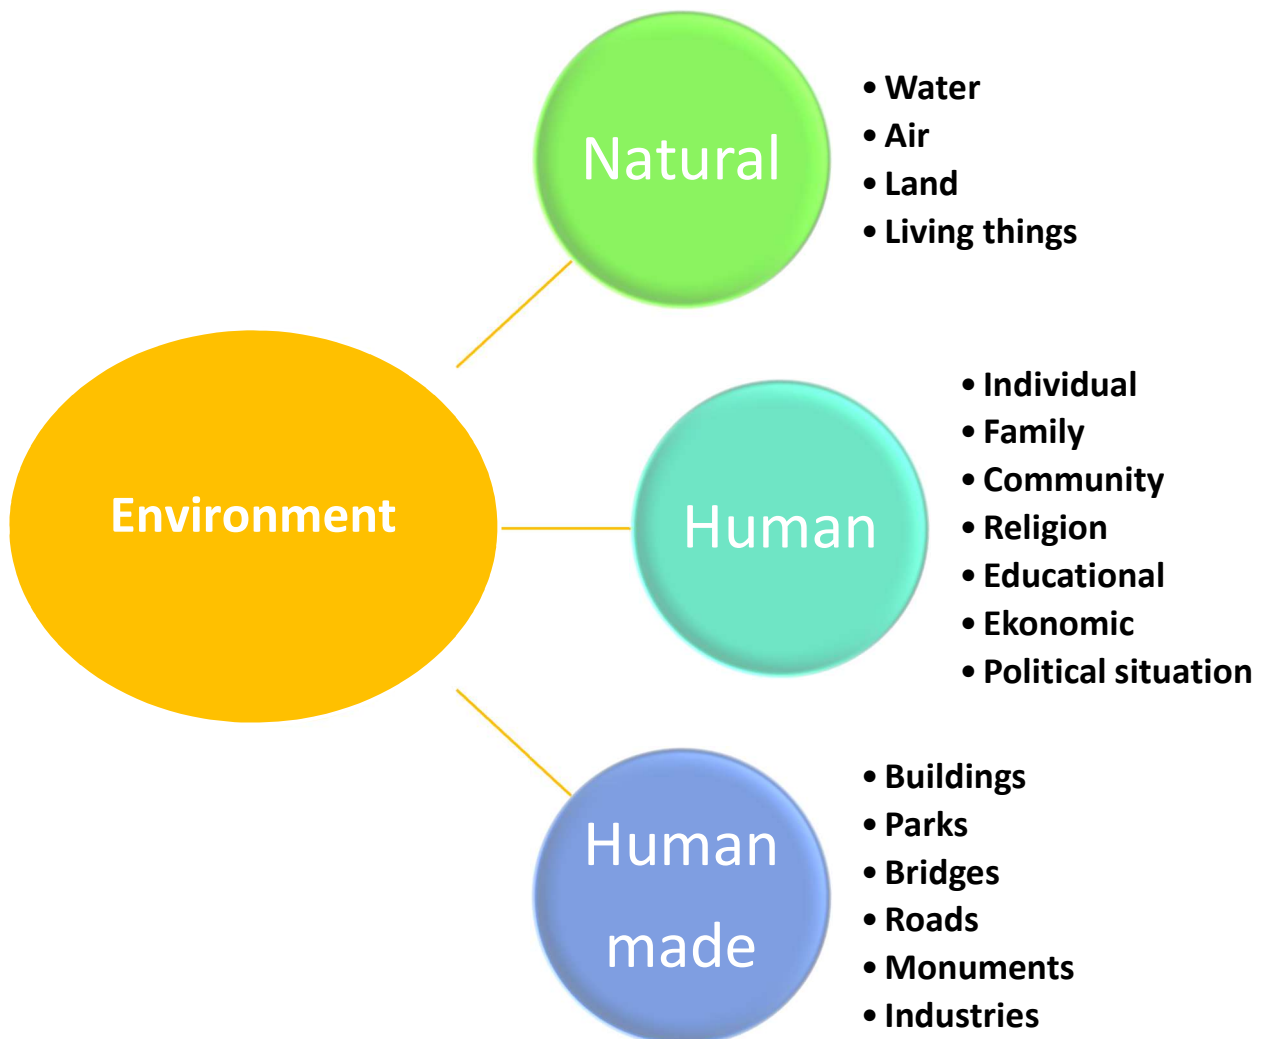 Natural
• Water
• Air
• Land
• Living things
Environment
Human
• Individual
• Family
• Community
• Religion
• Educational
• Ekonomic
• Political situation
Human
made
• Buildings
• Parks
• Bridges
• Roads
• Monuments
• Industries